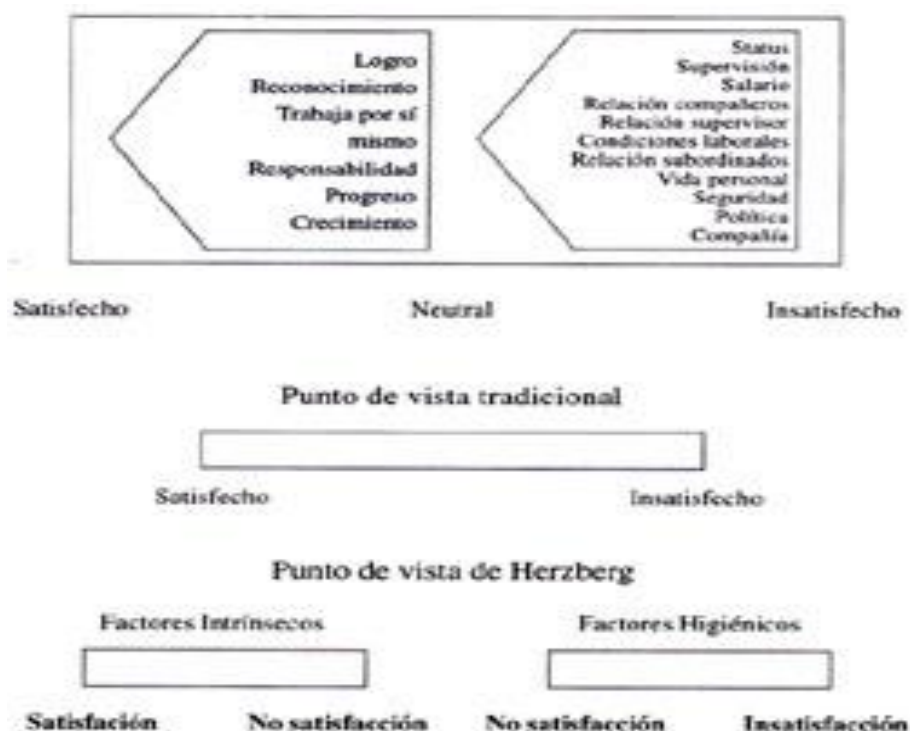 Logro
Reconocimiento
Trabaja por sí
mismo
Responsabilidad
Progreso
Crecimiento
Status
Supervisión
Salario
Relación compañeros
Relación supervisor
Condiciones laborales
Relación subordinados
Vida personal
Seguridad
Política
Compañía
Satisfecho Neutral Insatisfecho
Punto de vista tradicional
Satisfecho Insatisfecho
Punto de vista de Herzberg
Factores Intrínsecos Factores Higiénicos
Satisfación No satisfacción No satisfacción Insatisfacción